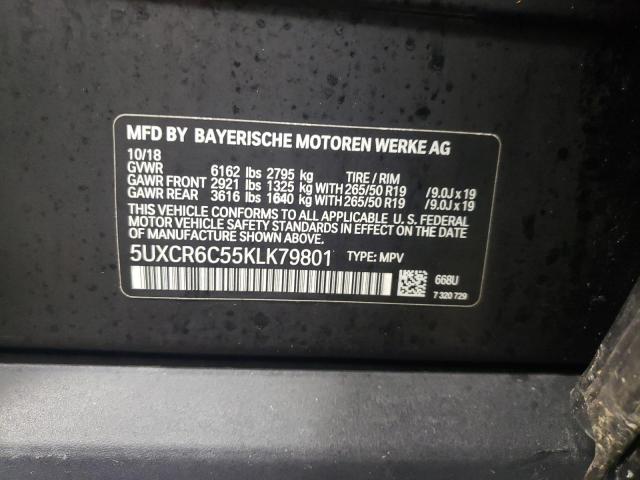 MFD BY BAYERISCHE MOTOREN WERKE AG
10/18
GVWR 6162 lbs 2795 kg TIRE / RIM
GAWR FRONT 2921 lbs 1325 kg WITH 265/50 R19 /9.0J x 19
GAWR REAR 3616 lbs 1640 kg WITH 265/50 R19 /9.0J x 19
THIS VEHICLE CONFORMS TO ALL APPLICABLE U.S. FEDERAL
MOTOR VEHICLE SAFETY STANDARDS IN EFFECT ON THE
DATE OF MANUFACTURE SHOWN ABOVE.
5UXCR6C55KLK79801 TYPE: MPV
668U
7 320 729